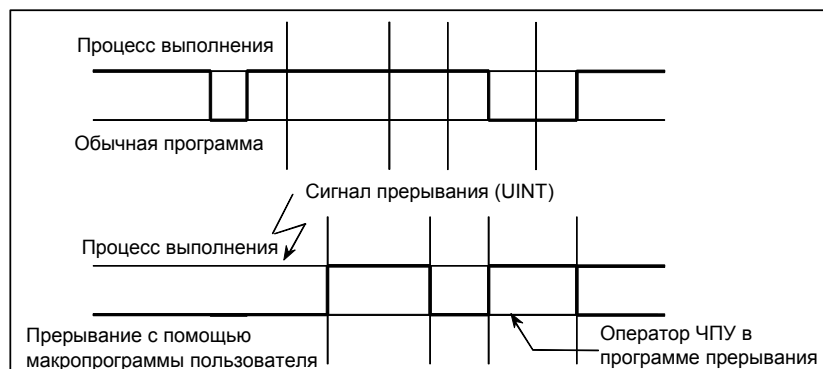 Процесс выполнения
Обычная программа
Сигнал прерывания (UINT)
Процесс выполнения
Прерывание с помощью
макропрограммы пользователя
Оператор ЧПУ в
программе прерывания